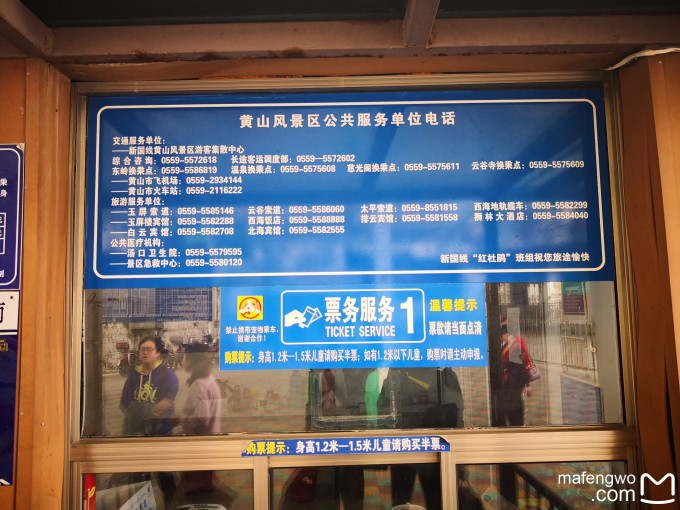 黄山风景区公共服务单位电话
交通服务单位:
——新国线黄山风景区游客集散中心
综合咨询: 0559-5572618 长途客运调度部: 0559—5572602
东岭换乘点: 0559-5586819 温泉换乘点: 0559-5575608 慈光阁换乘点: 0559-5575611 云谷寺换乘点: 0559-5575609
——黄山市飞机场: 0559-2934144
——黄山市火车站: 0559-2116222
旅游服务单位:
——玉屏索道: 0559-5585146 云谷索道: 0559-5586060 太平索道: 0559-8551815 西海地轨缆车: 0559-5582299
——玉屏楼宾馆: 0559-5582288 西海饭店: 0559-5588888 排云宾馆: 0559-5581558 狮林大酒店: 0559-5584040
——白云宾馆: 0559-5582708 北海宾馆: 0559-5582555
公共医疗机构:
——汤口卫生院: 0559-5579595
——景区急救中心: 0559-5580120
新国线“红杜鹃”班组祝您旅途愉快
禁止携带宠物乘车,
谢谢合作!
票务服务 1
TICKET SERVICE
温馨提示
票款请当面点清
购票提示: 身高1.2米—1.5米儿童请购买半票; 如有1.2米以下儿童, 购票时请主动申报。
购票提示: 身高1.2米—1.5米儿童请购买半票。
mafengwo
.com